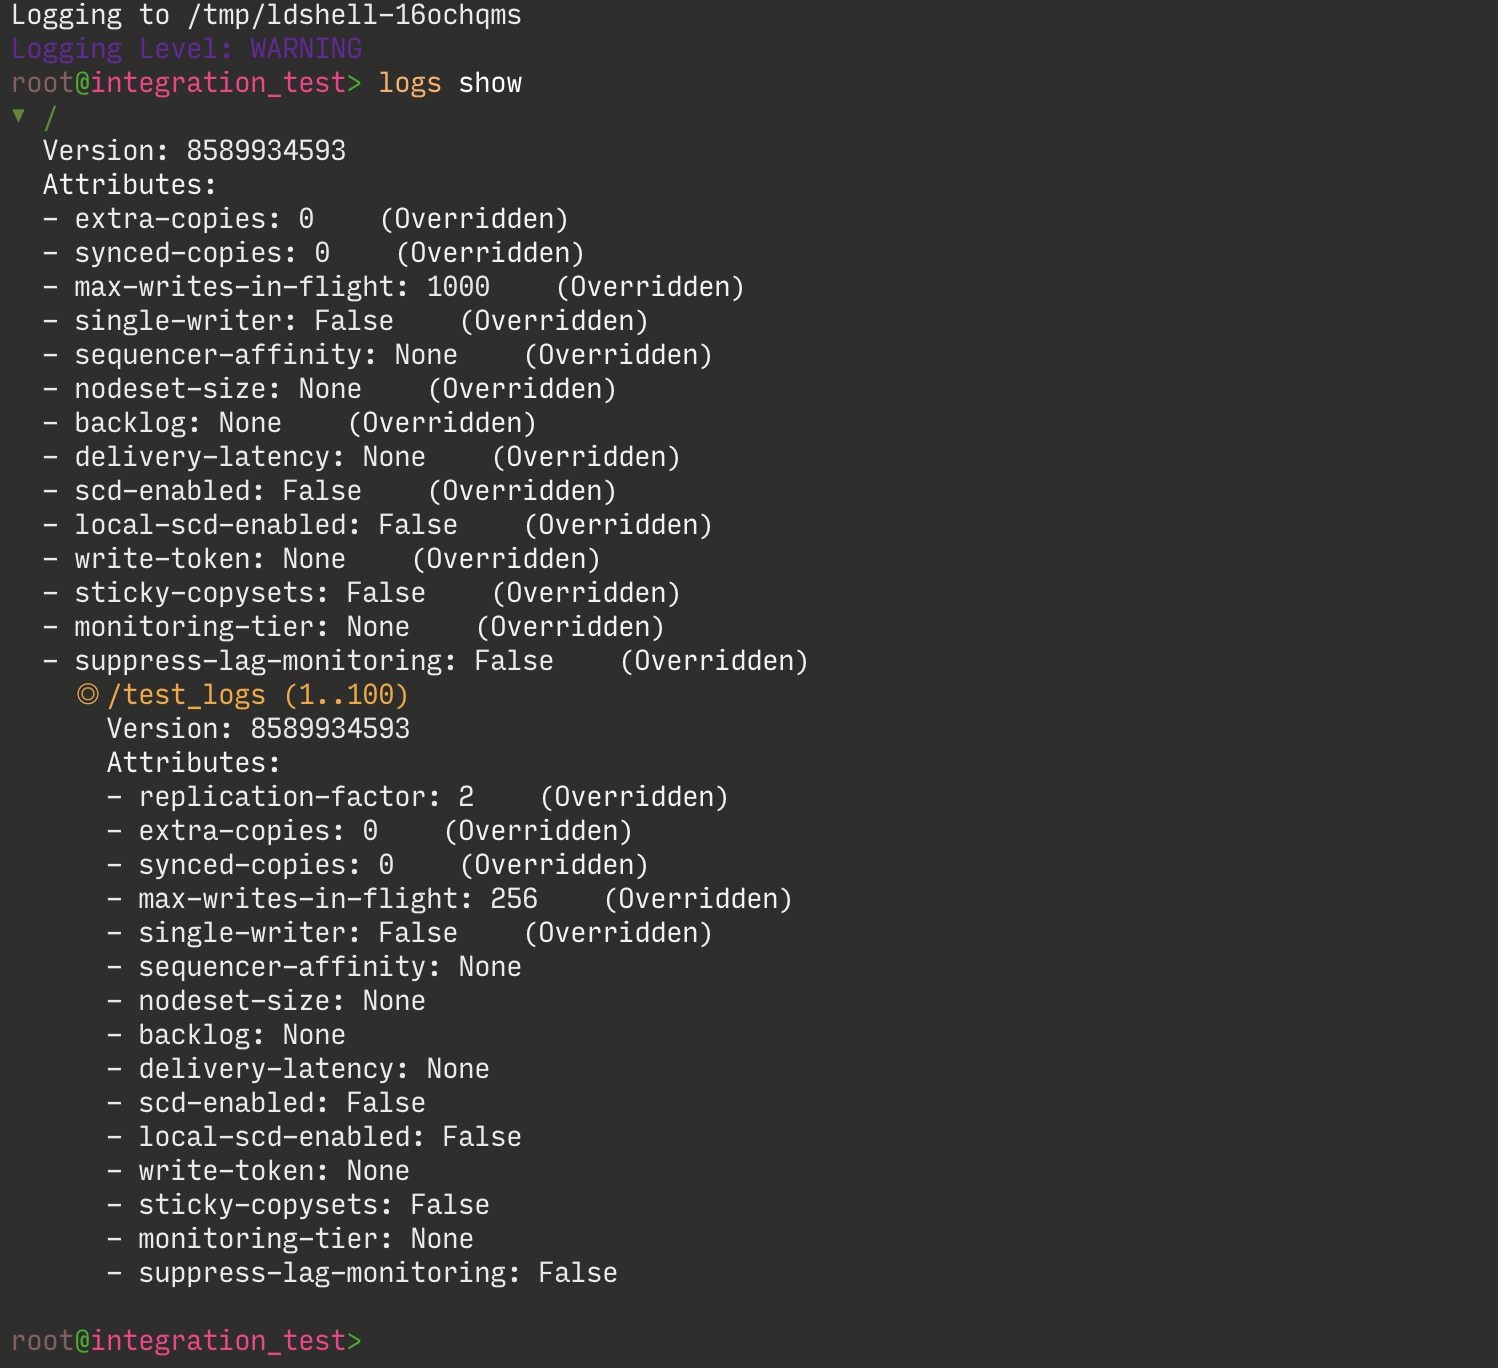 Logging to /tmp/ldshell-16ochqms
Logging Level: WARNING
root@integration_test> logs show
▼ /
  Version: 8589934593
  Attributes:
  - extra-copies: 0    (Overridden)
  - synced-copies: 0    (Overridden)
  - max-writes-in-flight: 1000    (Overridden)
  - single-writer: False    (Overridden)
  - sequencer-affinity: None    (Overridden)
  - nodeset-size: None    (Overridden)
  - backlog: None    (Overridden)
  - delivery-latency: None    (Overridden)
  - scd-enabled: False    (Overridden)
  - local-scd-enabled: False    (Overridden)
  - write-token: None    (Overridden)
  - sticky-copysets: False    (Overridden)
  - monitoring-tier: None    (Overridden)
  - suppress-lag-monitoring: False    (Overridden)
    ◎ /test_logs (1..100)
      Version: 8589934593
      Attributes:
      - replication-factor: 2    (Overridden)
      - extra-copies: 0    (Overridden)
      - synced-copies: 0    (Overridden)
      - max-writes-in-flight: 256    (Overridden)
      - single-writer: False    (Overridden)
      - sequencer-affinity: None
      - nodeset-size: None
      - backlog: None
      - delivery-latency: None
      - scd-enabled: False
      - local-scd-enabled: False
      - write-token: None
      - sticky-copysets: False
      - monitoring-tier: None
      - suppress-lag-monitoring: False
root@integration_test>